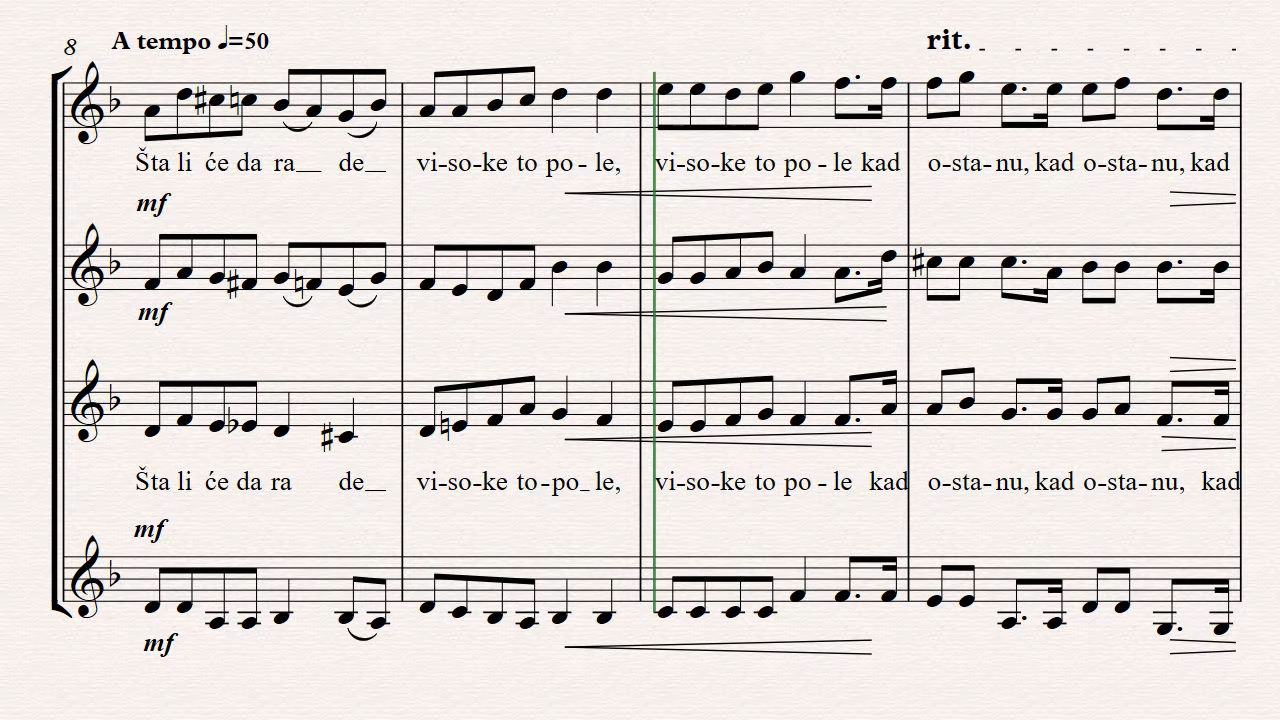 8 A tempo ♩=50 rit.
Šta li će da ra__ de__ vi-so-ke to po-le, vi-so-ke to po-le kad o-sta-nu, kad o-sta-nu, kad
mf
mf
Šta li će da ra de__ vi-so-ke to-po_ le, vi-so-ke to po-le kad o-sta-nu, kad o-sta-nu, kad
mf
mf